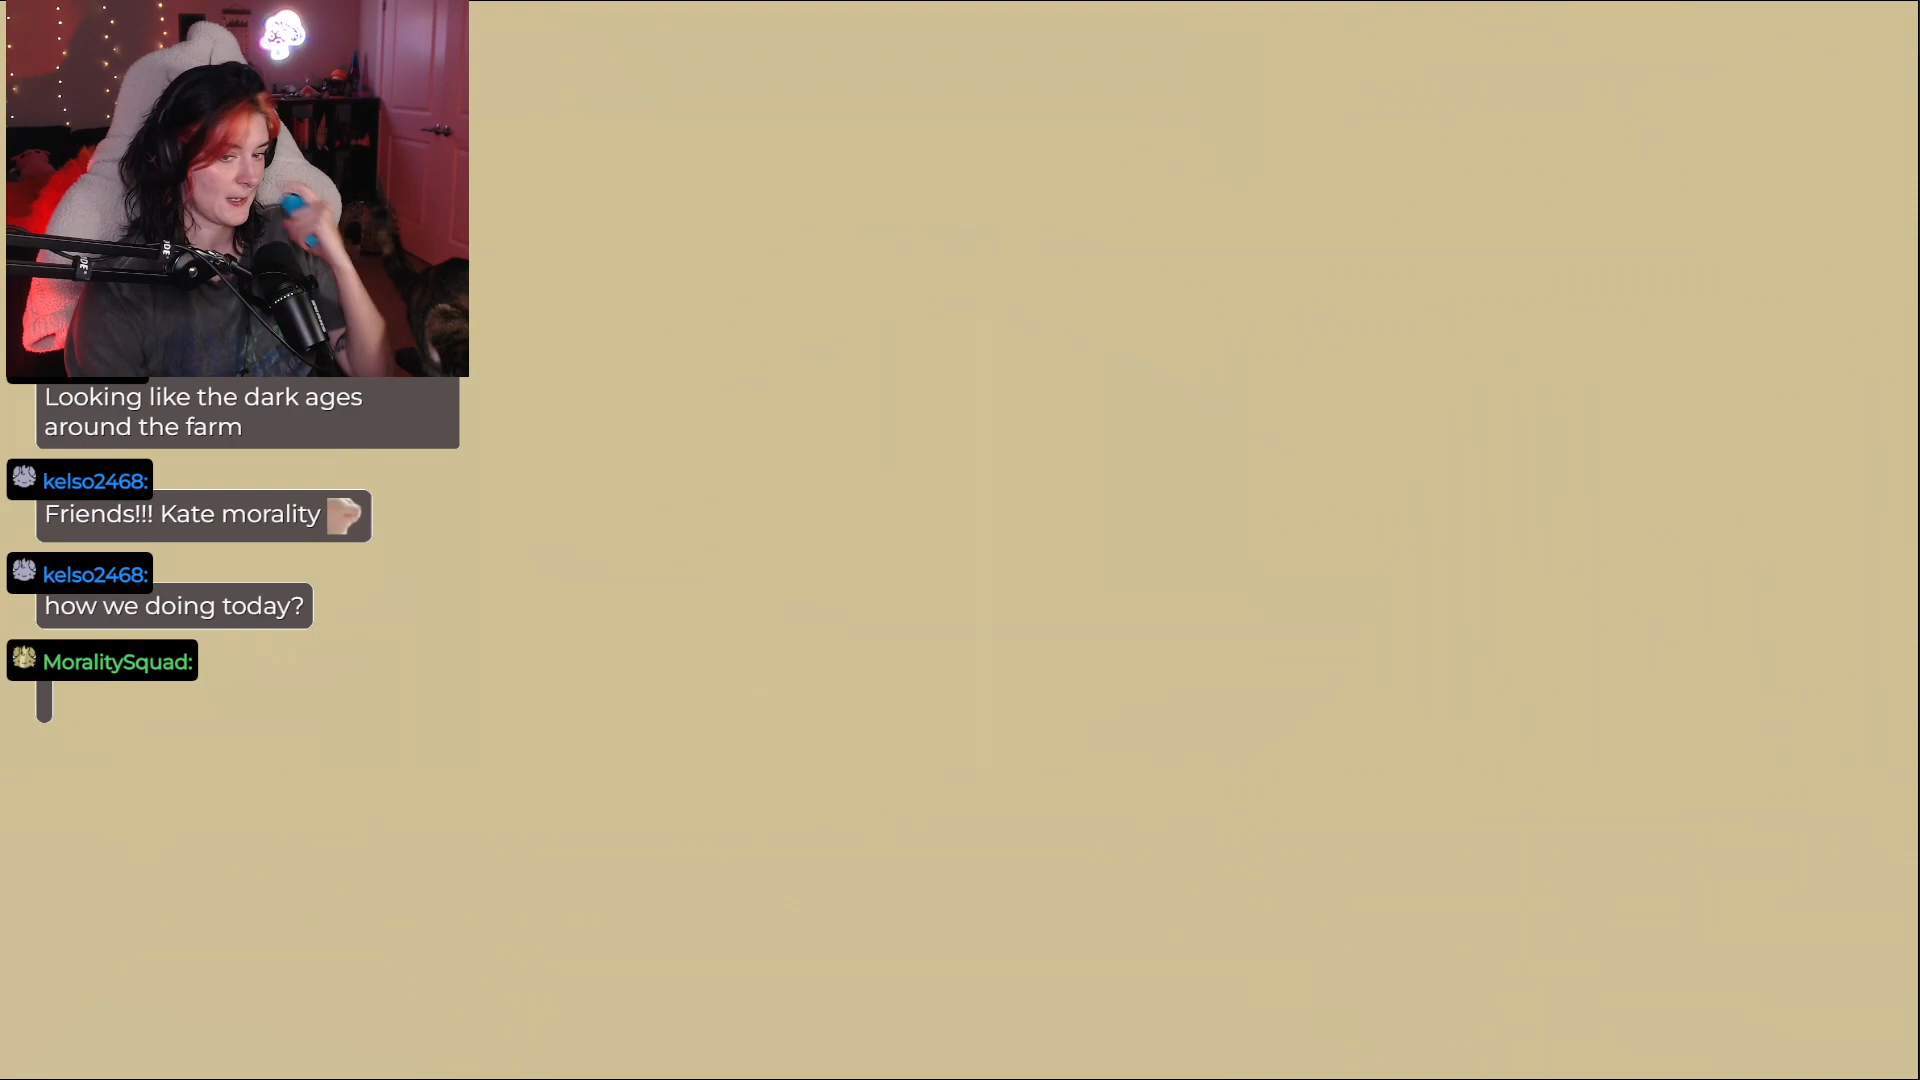 Looking like the dark ages
around the farm
kelso2468:
Friends!!! Kate morality
kelso2468:
how we doing today?
MoralitySquad: